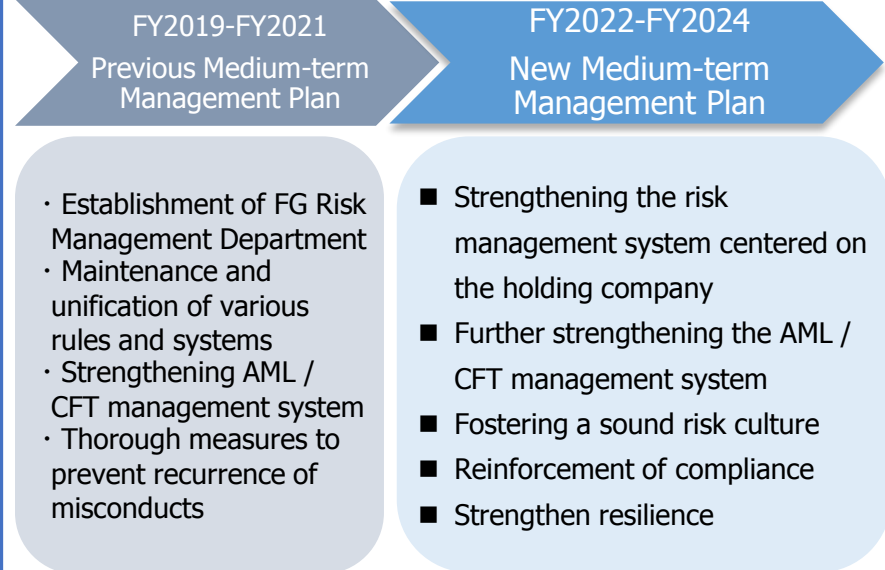 FY2019-FY2021
Previous Medium-term
Management Plan
FY2022-FY2024
New Medium-term
Management Plan
・Establishment of FG Risk
Management Department
・Maintenance and
unification of various
rules and systems
・Strengthening AML /
CFT management system
・Thorough measures to
prevent recurrence of
misconducts
■ Strengthening the risk
management system centered on
the holding company
■ Further strengthening the AML /
CFT management system
■ Fostering a sound risk culture
■ Reinforcement of compliance
■ Strengthen resilience